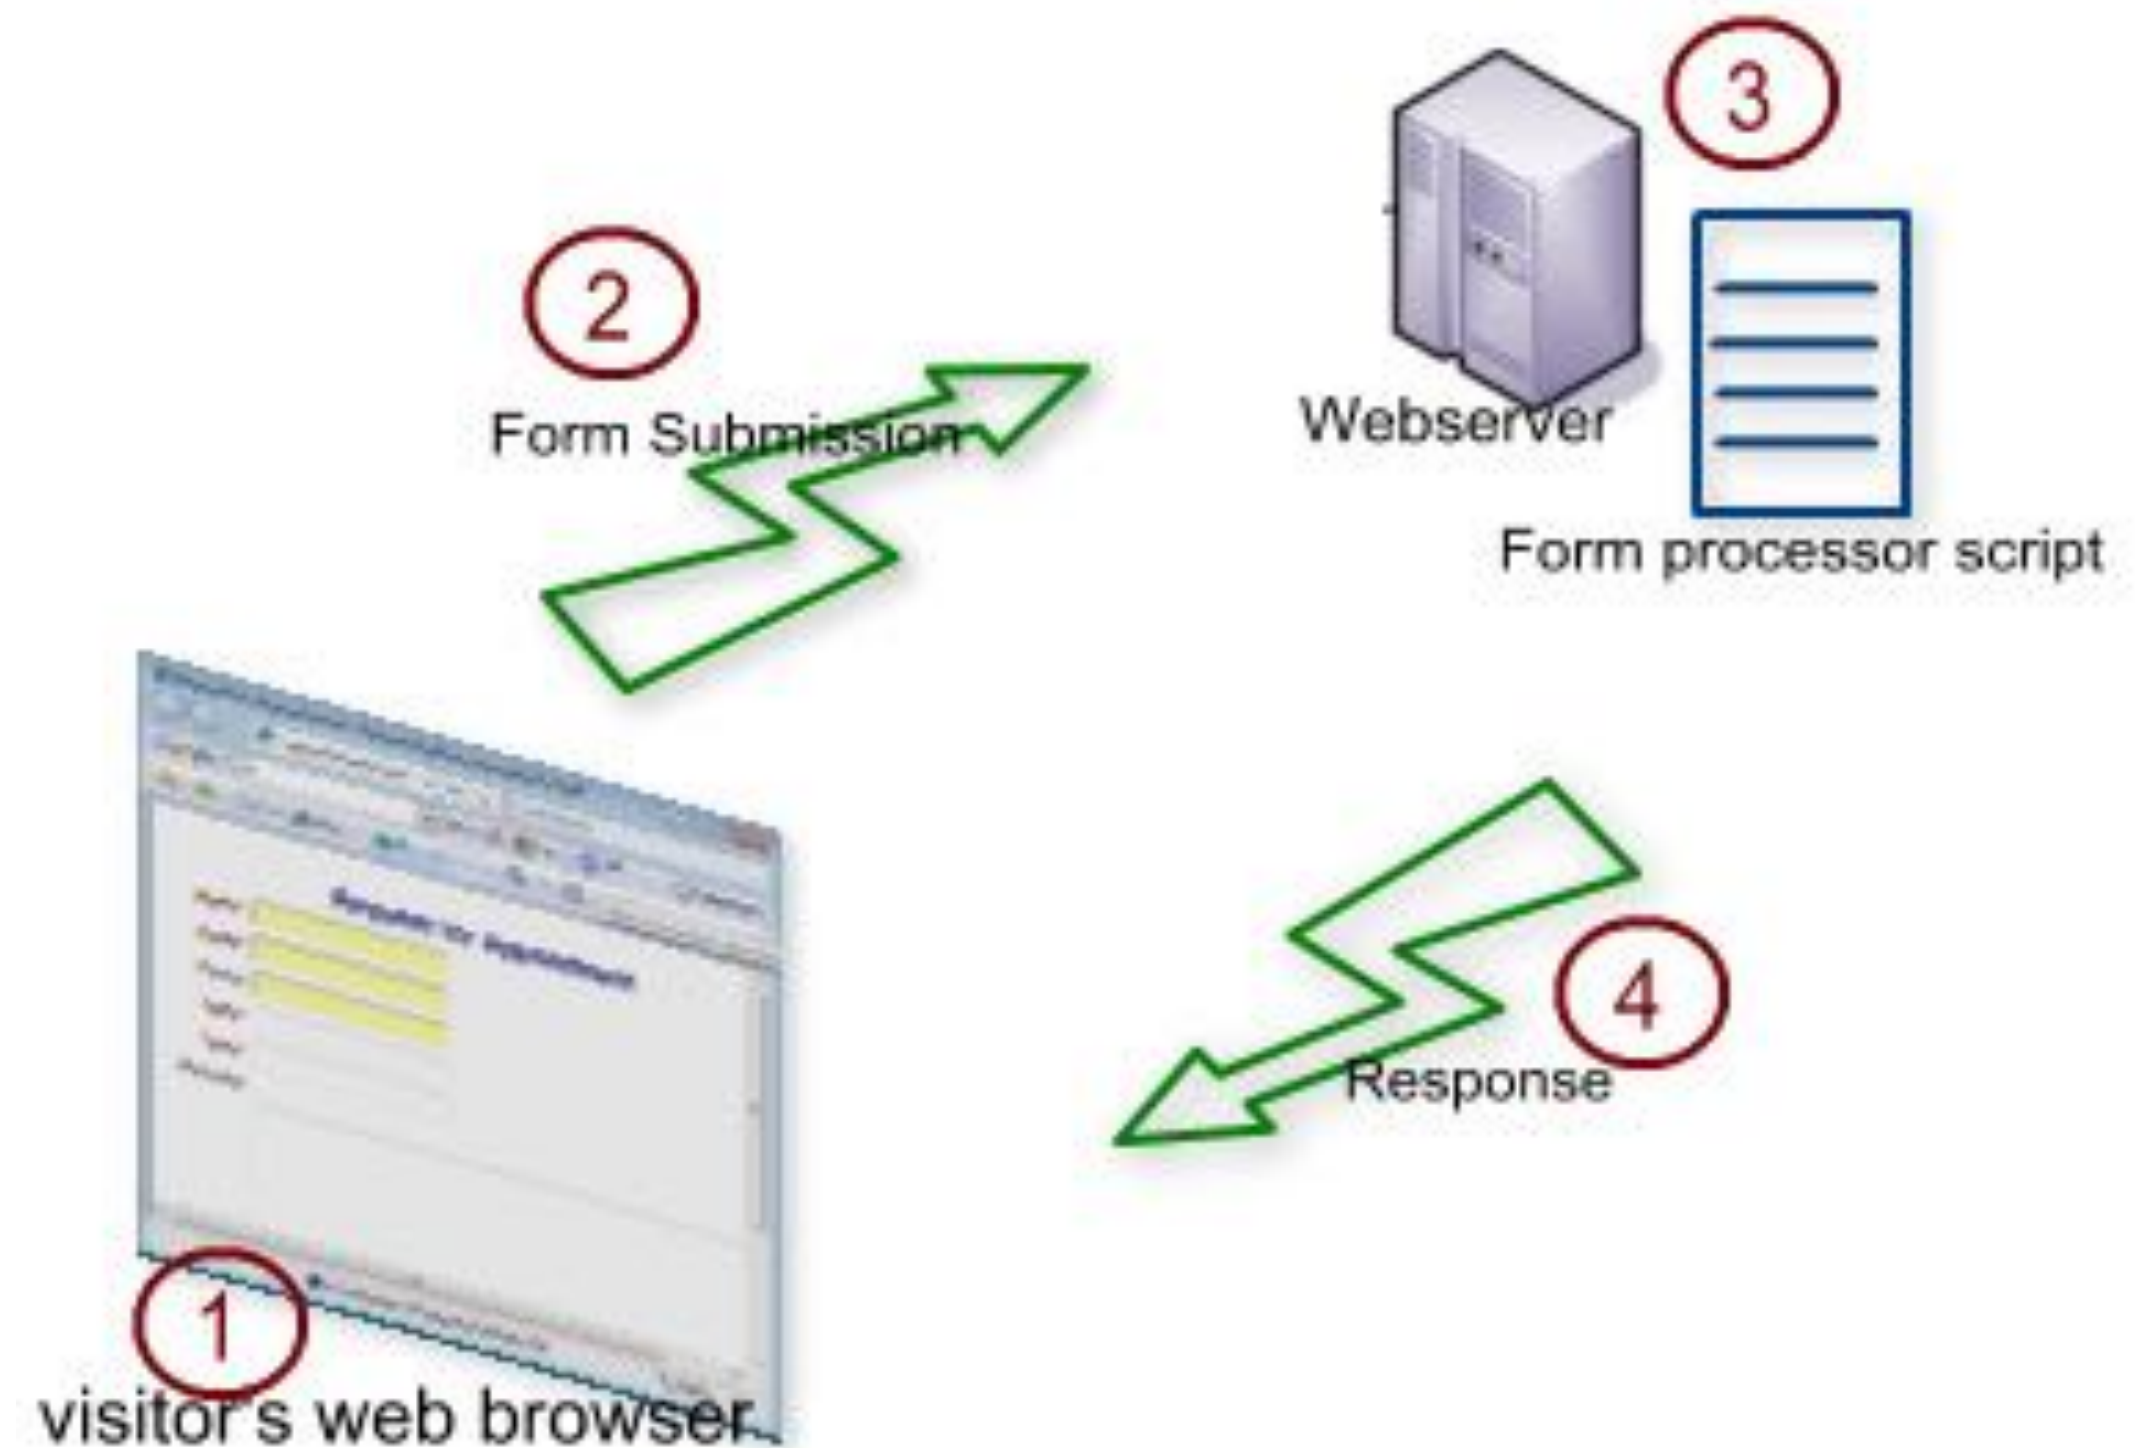 3
2
Form Submission
Webserver
Form processor script
4
Response
1
visitor's web browser